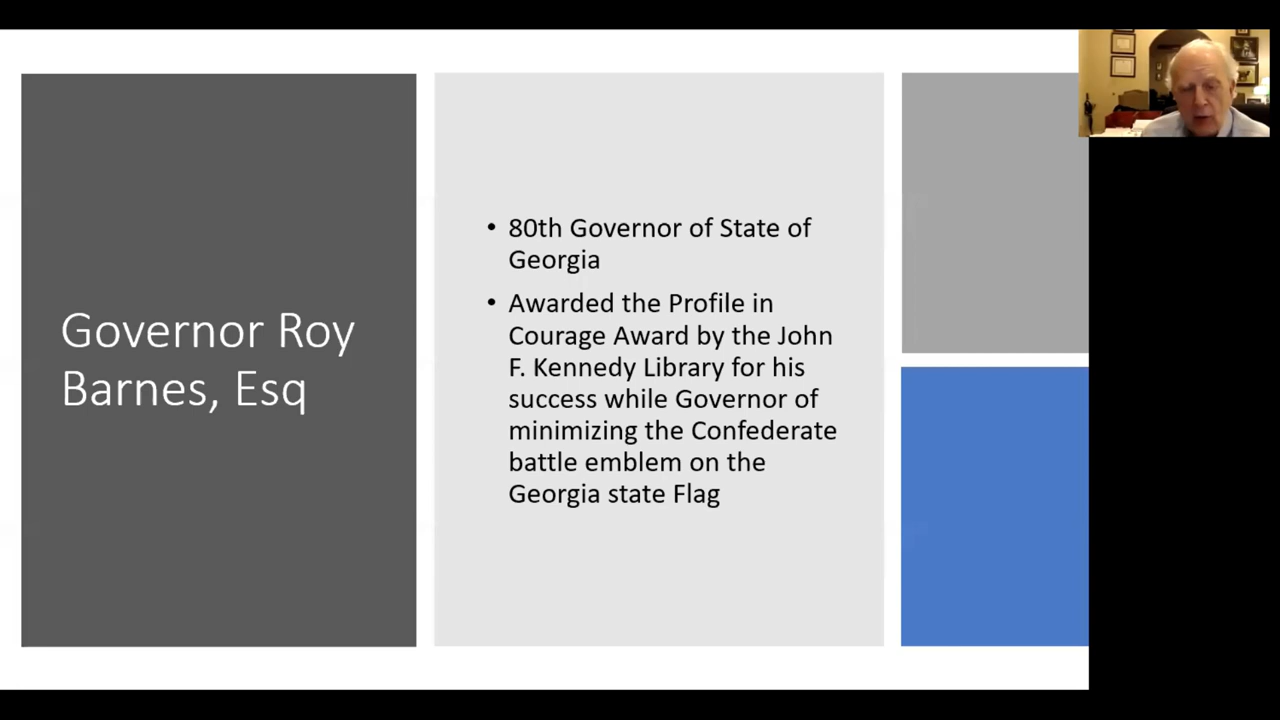 Governor Roy
Barnes, Esq
• 80th Governor of State of
Georgia
• Awarded the Profile in
Courage Award by the John
F. Kennedy Library for his
success while Governor of
minimizing the Confederate
battle emblem on the
Georgia state Flag